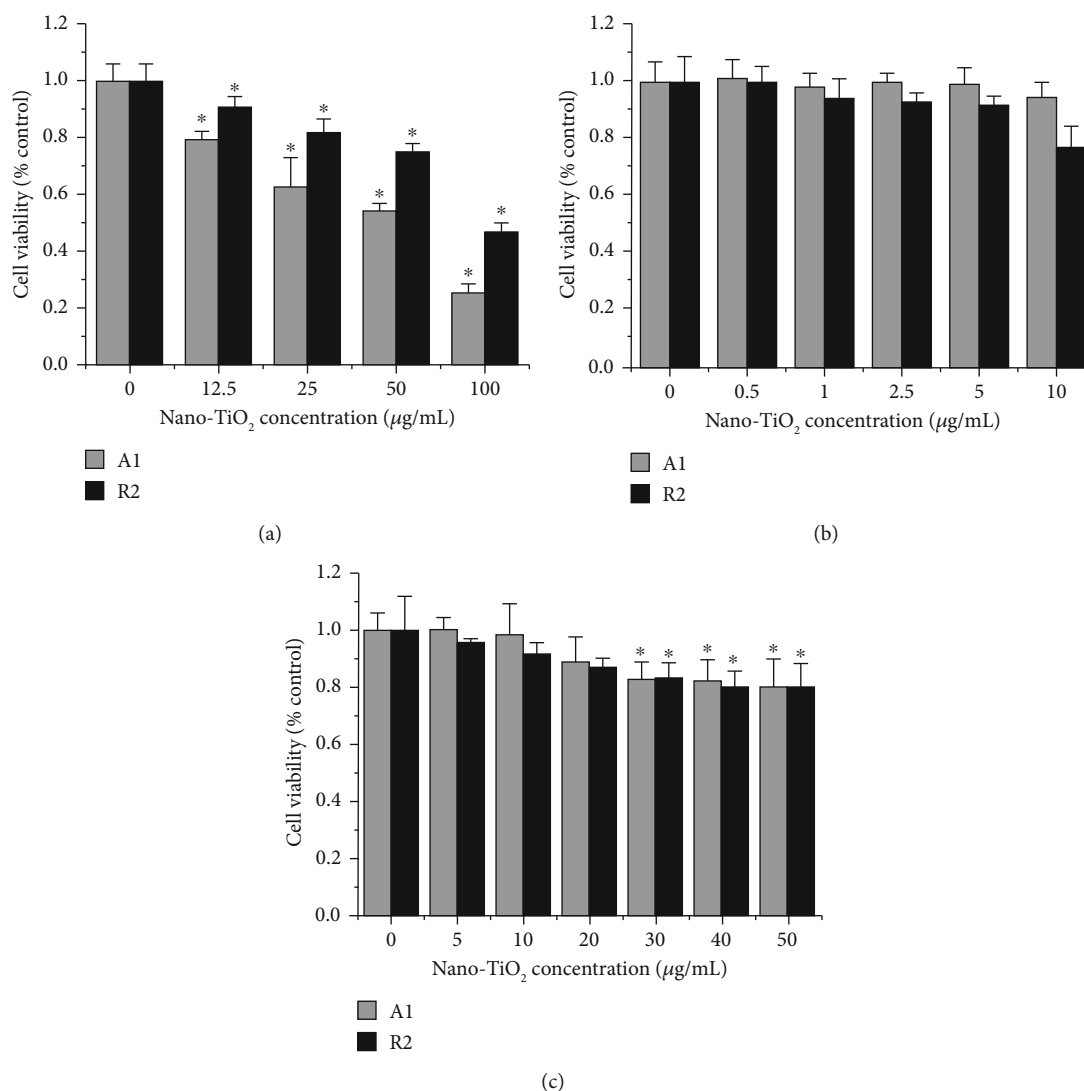 1.2
1.0
0.8
0.6
0.4
0.2
0.0
Cell viability (% control)
* * * * * * * *
0 12.5 25 50 100
Nano-TiO₂ concentration (μg/mL)
A1
R2
(a)
1.2
1.0
0.8
0.6
0.4
0.2
0.0
Cell viability (% control)
0 0.5 1 2.5 5 10
Nano-TiO₂ concentration (μg/mL)
A1
R2
(b)
1.2
1.0
0.8
0.6
0.4
0.2
0.0
Cell viability (% control)
* * * * * *
0 5 10 20 30 40 50
Nano-TiO₂ concentration (μg/mL)
A1
R2
(c)